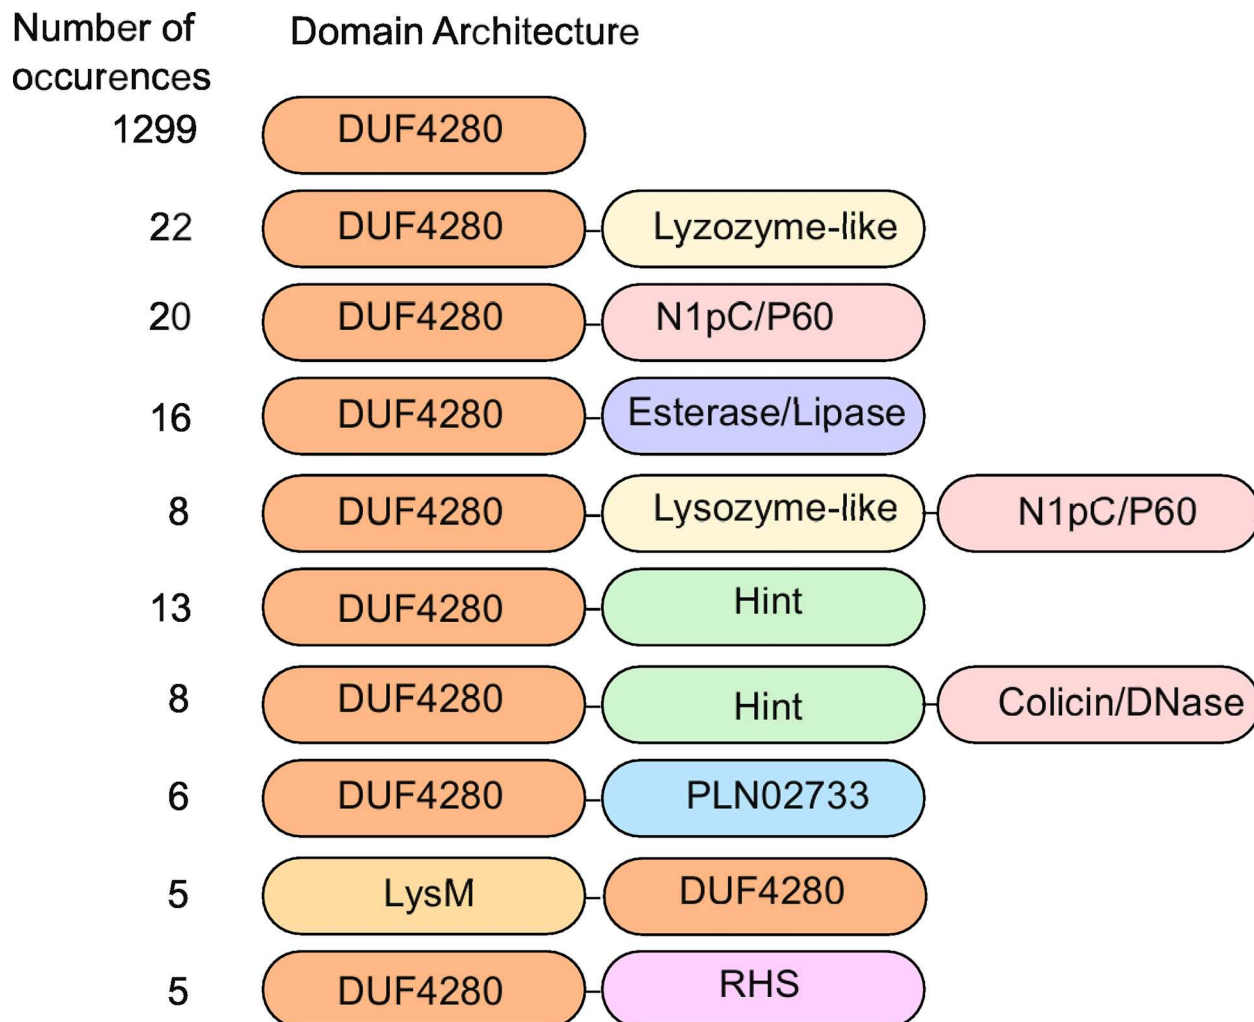 Number of Domain Architecture
occurences
1299 DUF4280
22 DUF4280 Lyzozyme-like
20 DUF4280 N1pC/P60
16 DUF4280 Esterase/Lipase
8 DUF4280 Lysozyme-like N1pC/P60
13 DUF4280 Hint
8 DUF4280 Hint Colicin/DNase
6 DUF4280 PLN02733
5 LysM DUF4280
5 DUF4280 RHS